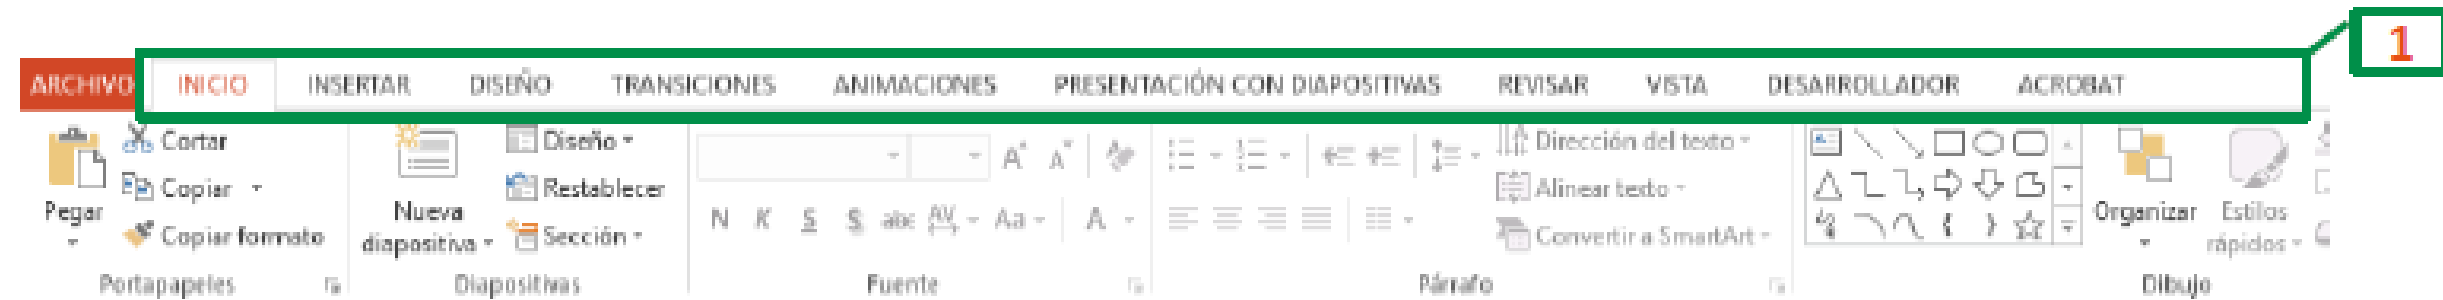 1
ARCHIVO INICIO INSERTAR DISEÑO TRANSICIONES ANIMACIONES PRESENTACIÓN CON DIAPOSITIVAS REVISAR VISTA DESARROLLADOR ACROBAT
Cortar Diseño Dirección del texto
Copiar Restablecer Alinear texto
Pegar Nueva diapositiva N K S S abc AV Aa A Organizar Estilos rápidos
Copiar formato Sección Convertir a SmartArt
Portapapeles Diapositivas Fuente Párrafo Dibujo